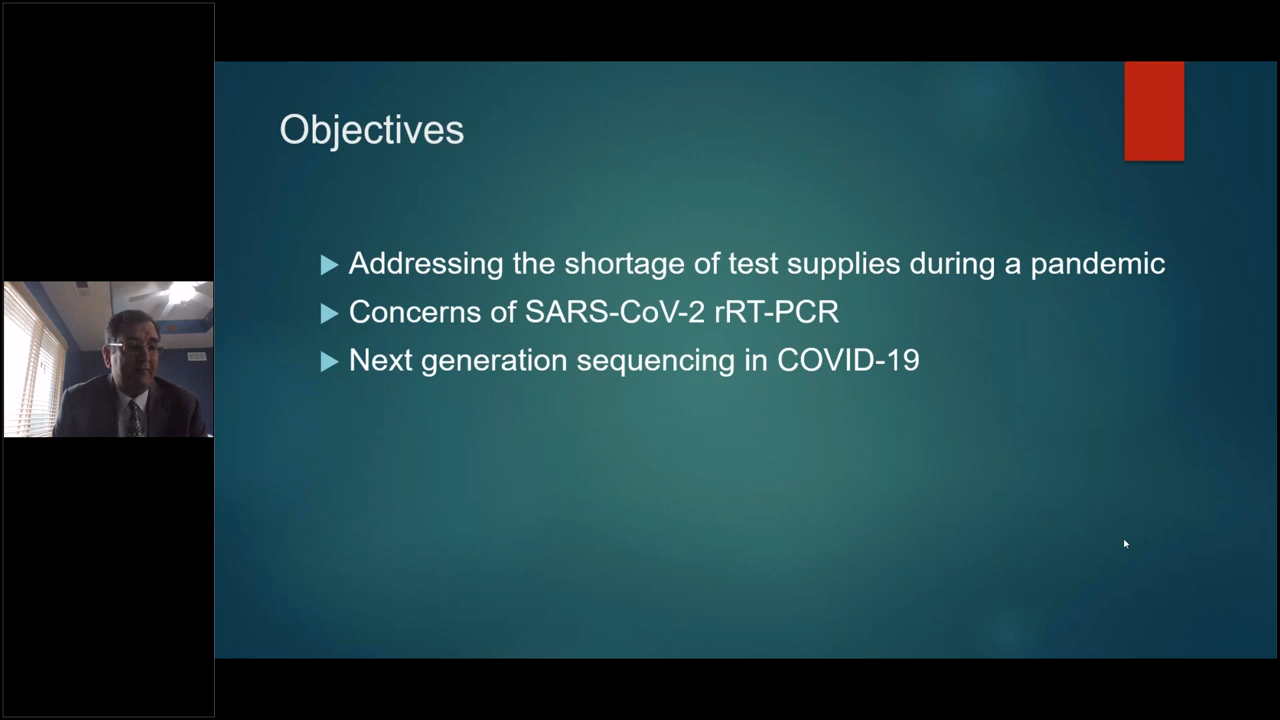 Objectives
Addressing the shortage of test supplies during a pandemic
Concerns of SARS-CoV-2 rRT-PCR
Next generation sequencing in COVID-19